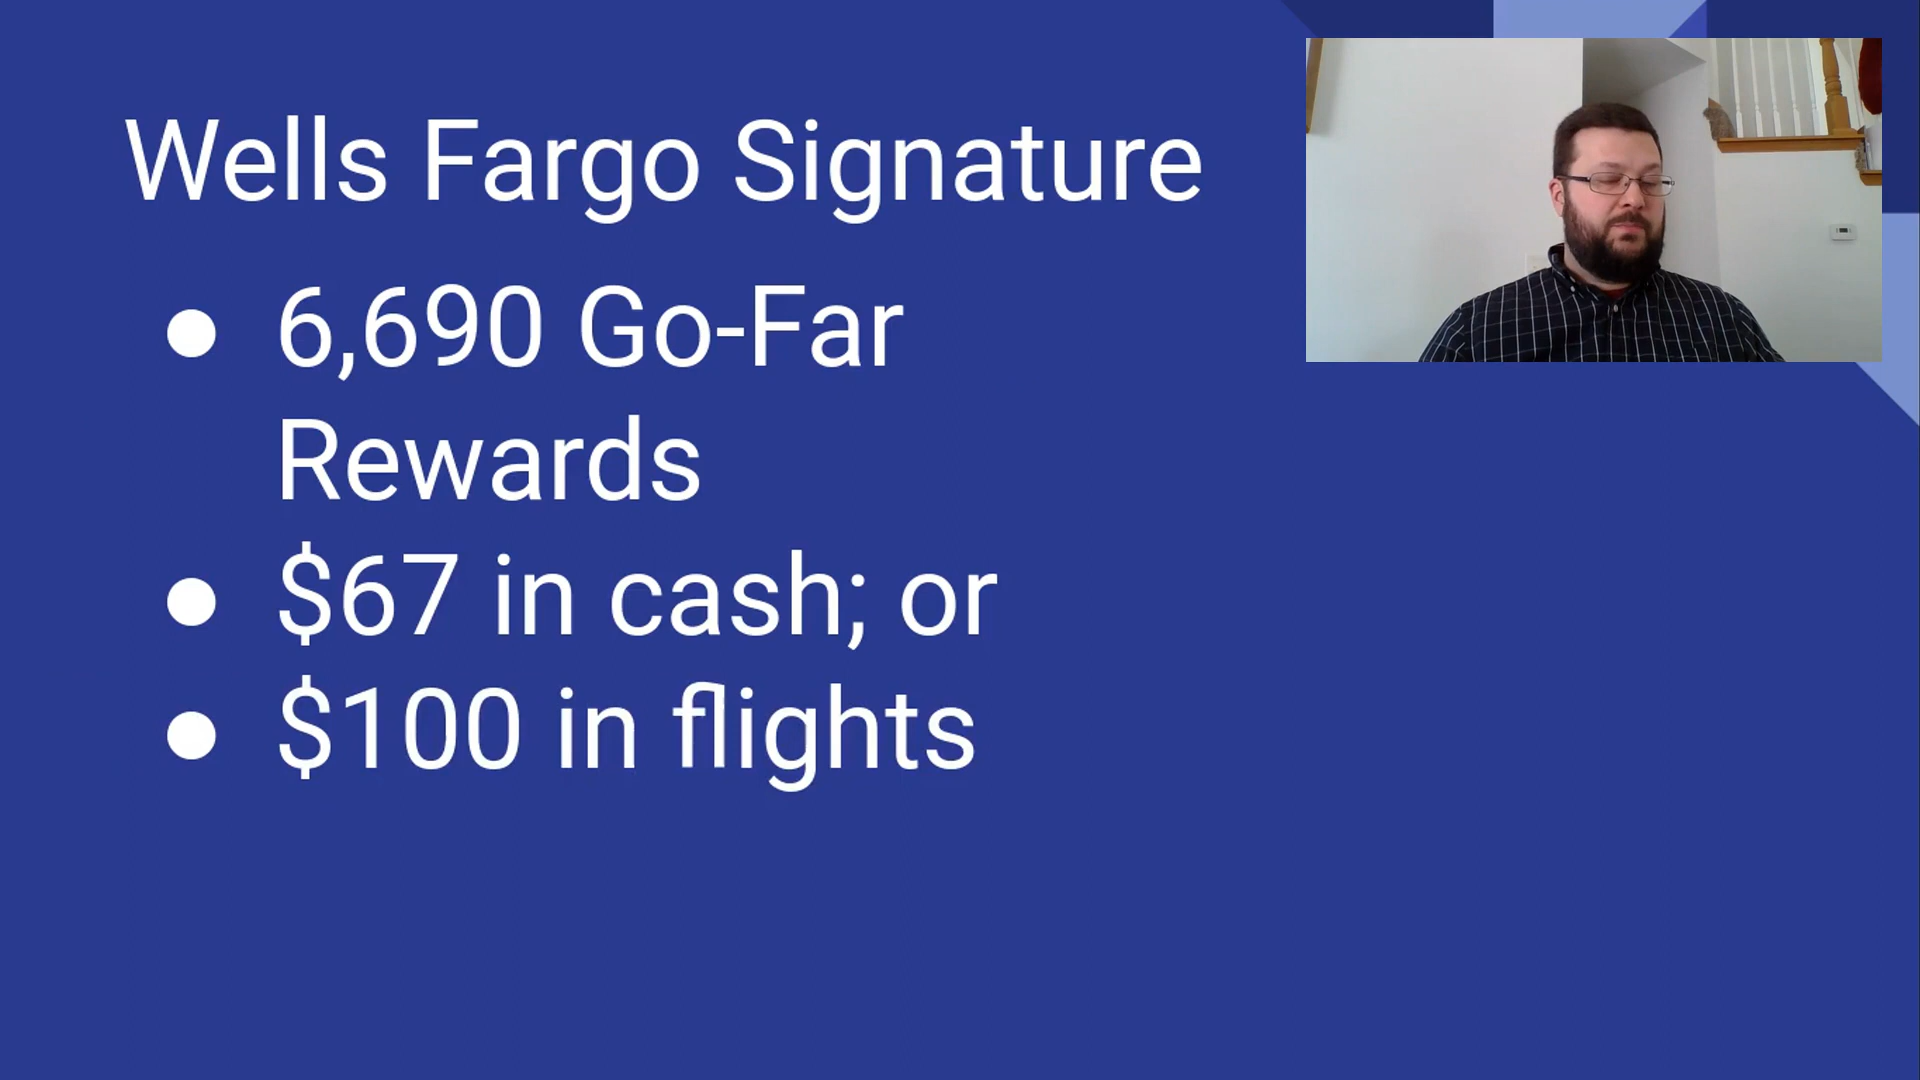 Wells Fargo Signature
● 6,690 Go-Far
Rewards
● $67 in cash; or
● $100 in flights